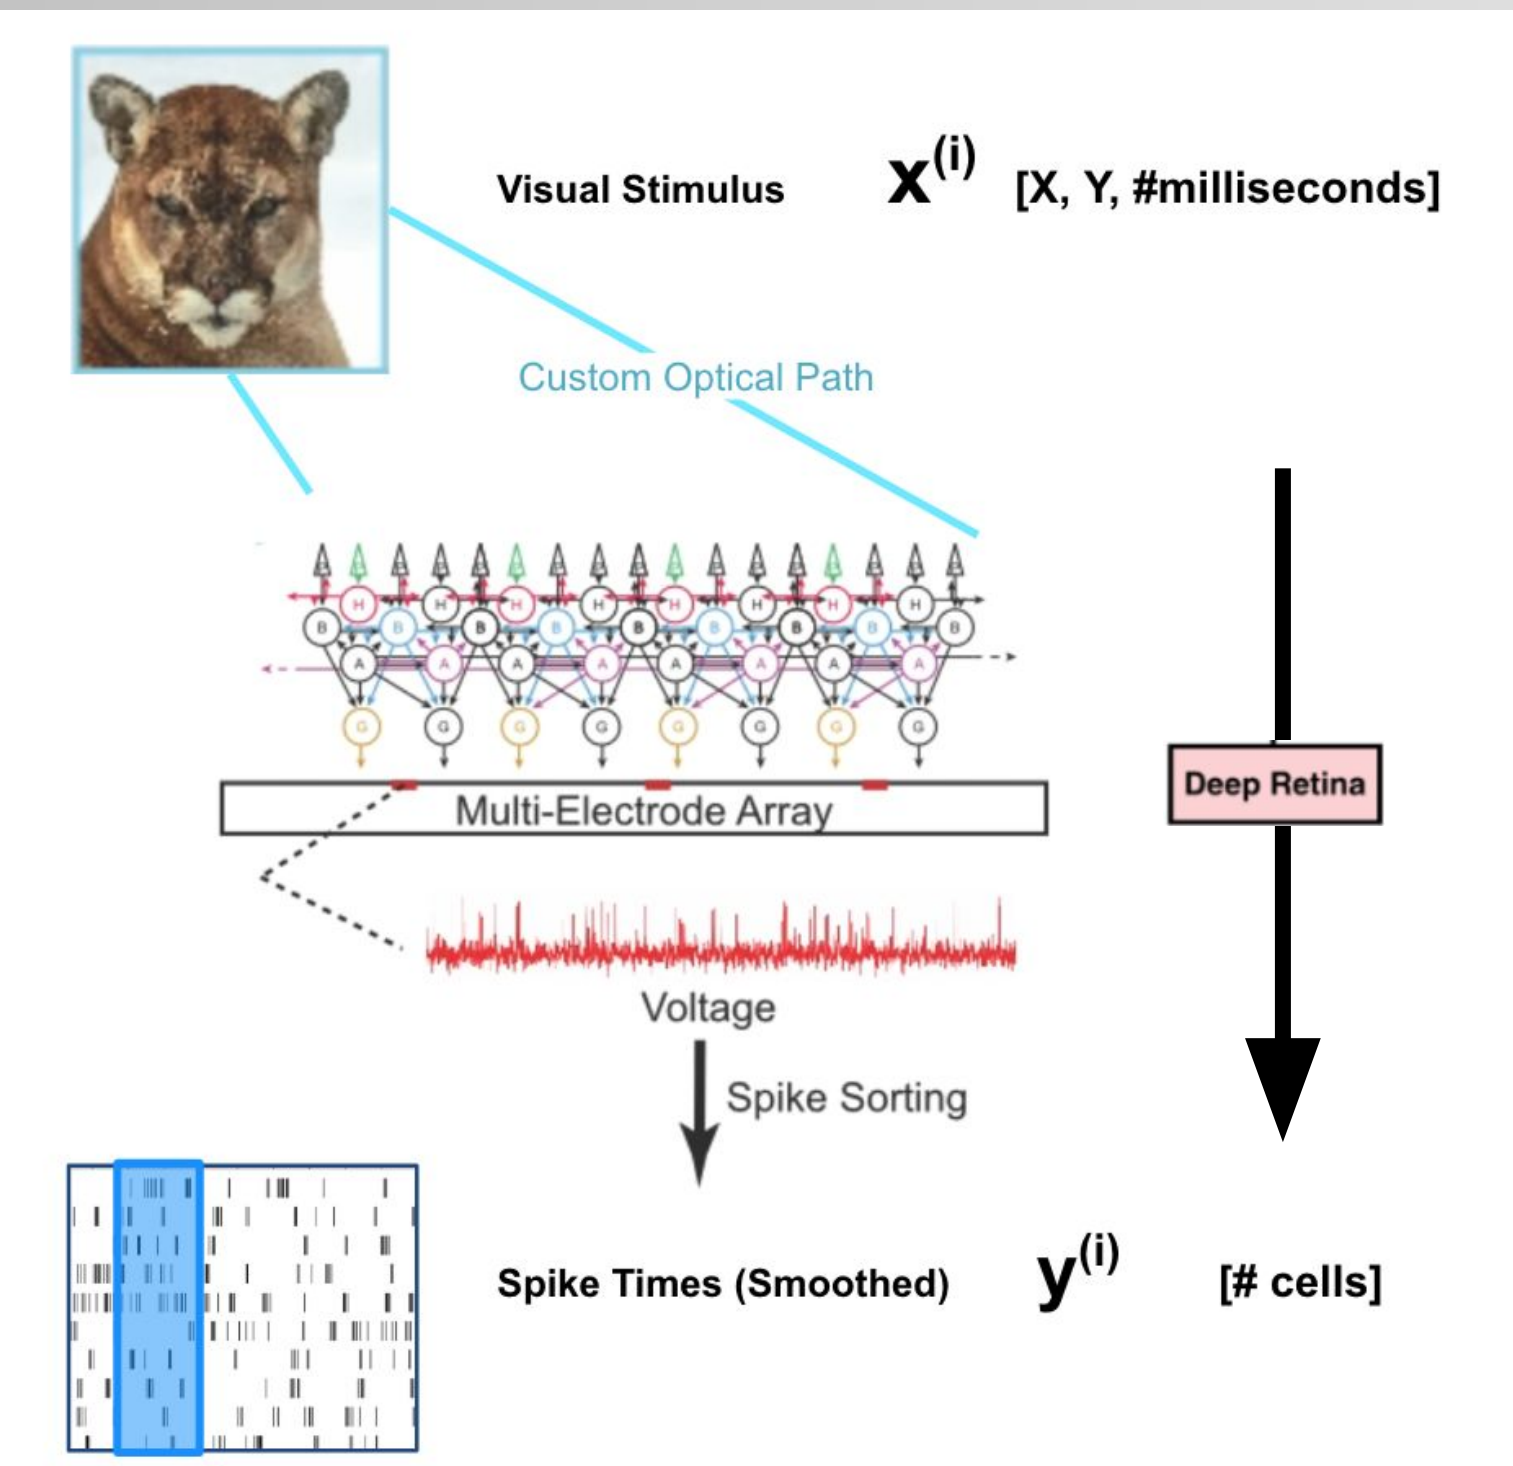 Visual Stimulus x^(i) [X, Y, #milliseconds]
Custom Optical Path
H H H H H H H H
B B B B B B B B B
A A A A A A A A
G G G G G G G G
Multi-Electrode Array
Deep Retina
Voltage
Spike Sorting
Spike Times (Smoothed) y^(i) [# cells]